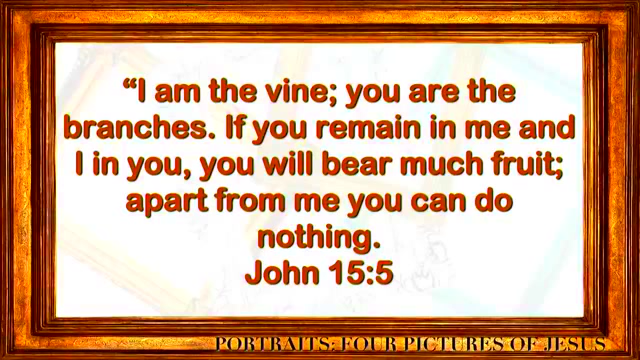 “I am the vine; you are the
branches. If you remain in me and
I in you, you will bear much fruit;
apart from me you can do
nothing.
John 15:5
PORTRAITS: FOUR PICTURES OF JESUS